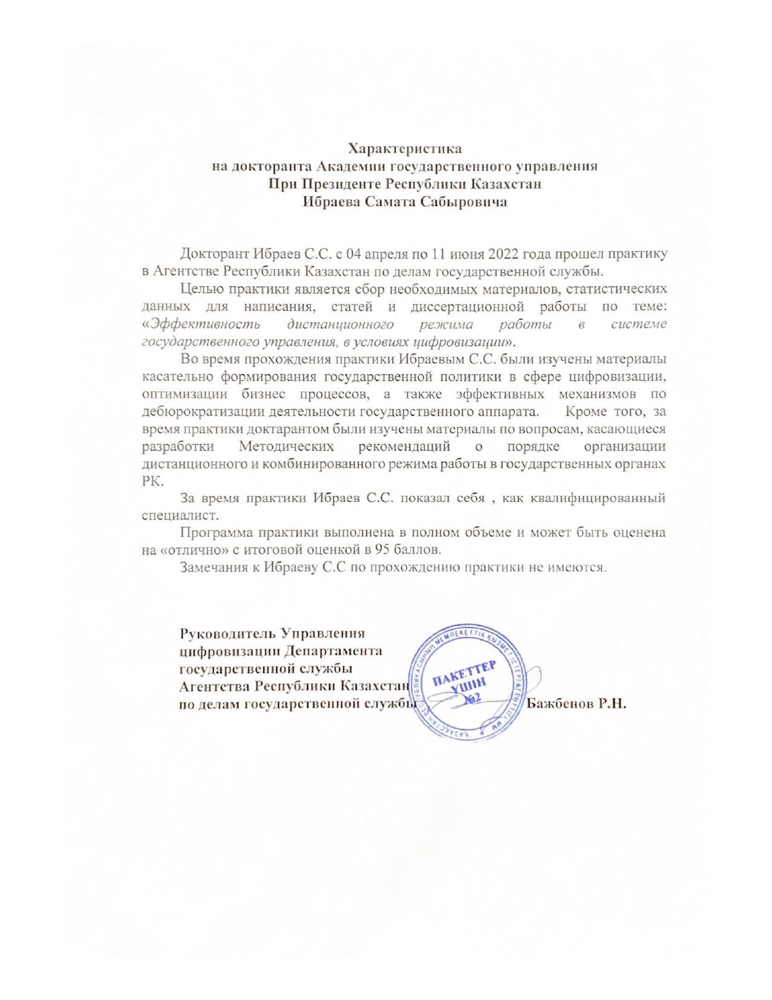 Характеристика
на докторанта Академии государственного управления
При Президенте Республики Казахстан
Ибраева Самата Сабыровича
Докторант Ибраев С.С. с 04 апреля по 11 июня 2022 года прошел практику
в Агентстве Республики Казахстан по делам государственной службы.
Целью практики является сбор необходимых материалов, статистических
данных для написания, статей и диссертационной работы по теме:
«Эффективность дистанционного режима работы в системе
государственного управления, в условиях цифровизации».
Во время прохождения практики Ибраевым С.С. были изучены материалы
касательно формирования государственной политики в сфере цифровизации,
оптимизации бизнес процессов, а также эффективных механизмов по
дебюрократизации деятельности государственного аппарата. Кроме того, за
время практики доктарантом были изучены материалы по вопросам, касающиеся
разработки Методических рекомендаций о порядке организации
дистанционного и комбинированного режима работы в государственных органах
РК.
За время практики Ибраев С.С. показал себя , как квалифицированный
специалист.
Программа практики выполнена в полном объеме и может быть оценена
на «отлично» с итоговой оценкой в 95 баллов.
Замечания к Ибраеву С.С по прохождению практики не имеются.
Руководитель Управления
цифровизации Департамента
государственной службы
Агентства Республики Казахстан
по делам государственной службы Бажбенов Р.Н.
ҚАЗАҚСТАН РЕСПУБЛИКАСЫНЫҢ МЕМЛЕКЕТТІК ҚЫЗМЕТ ІСТЕРІ АГЕНТТІГІ ММ
ПАКЕТТЕР
ҮШІН
№2